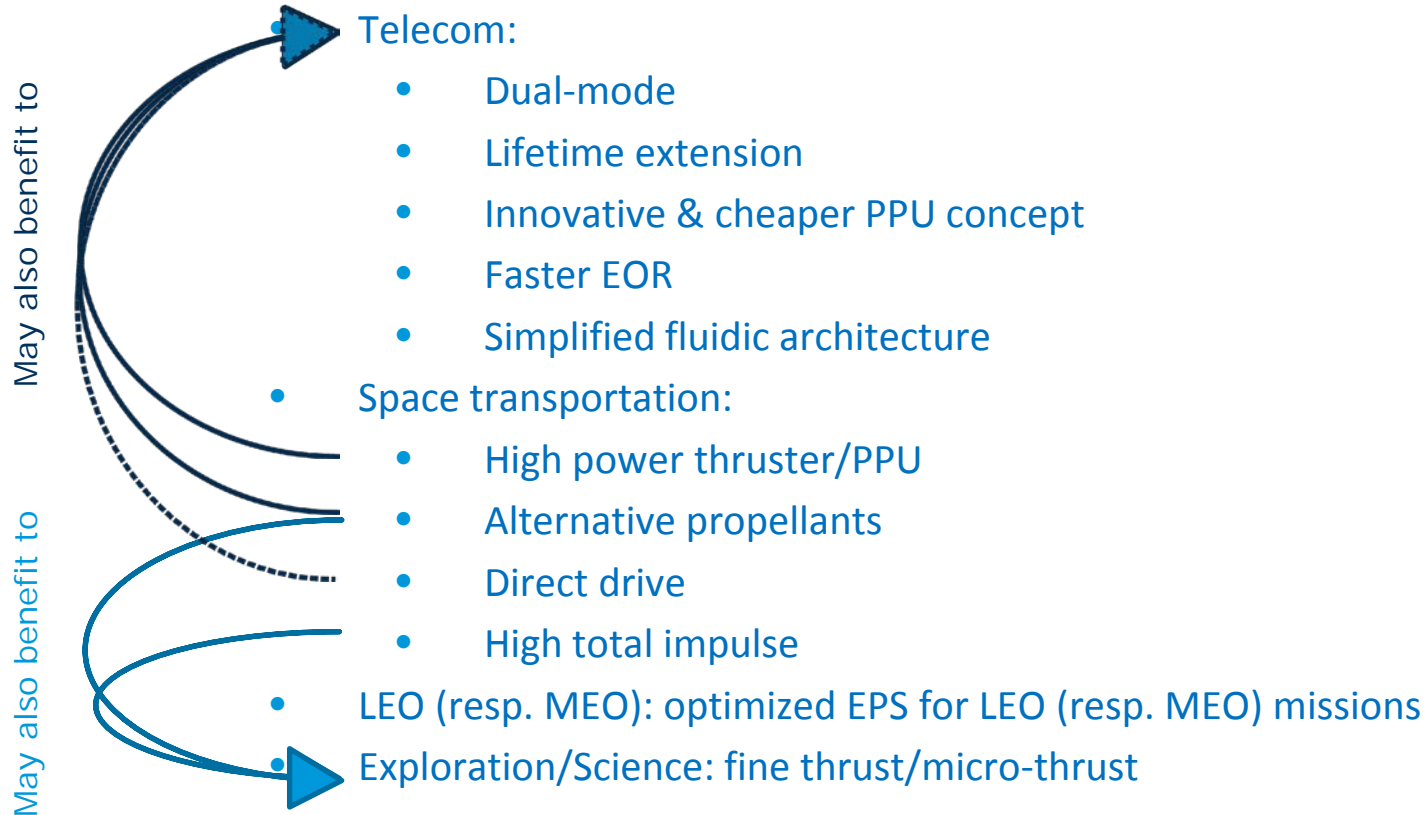 May also benefit to
May also benefit to
• Telecom:
• Dual-mode
• Lifetime extension
• Innovative & cheaper PPU concept
• Faster EOR
• Simplified fluidic architecture
• Space transportation:
• High power thruster/PPU
• Alternative propellants
• Direct drive
• High total impulse
• LEO (resp. MEO): optimized EPS for LEO (resp. MEO) missions
• Exploration/Science: fine thrust/micro-thrust